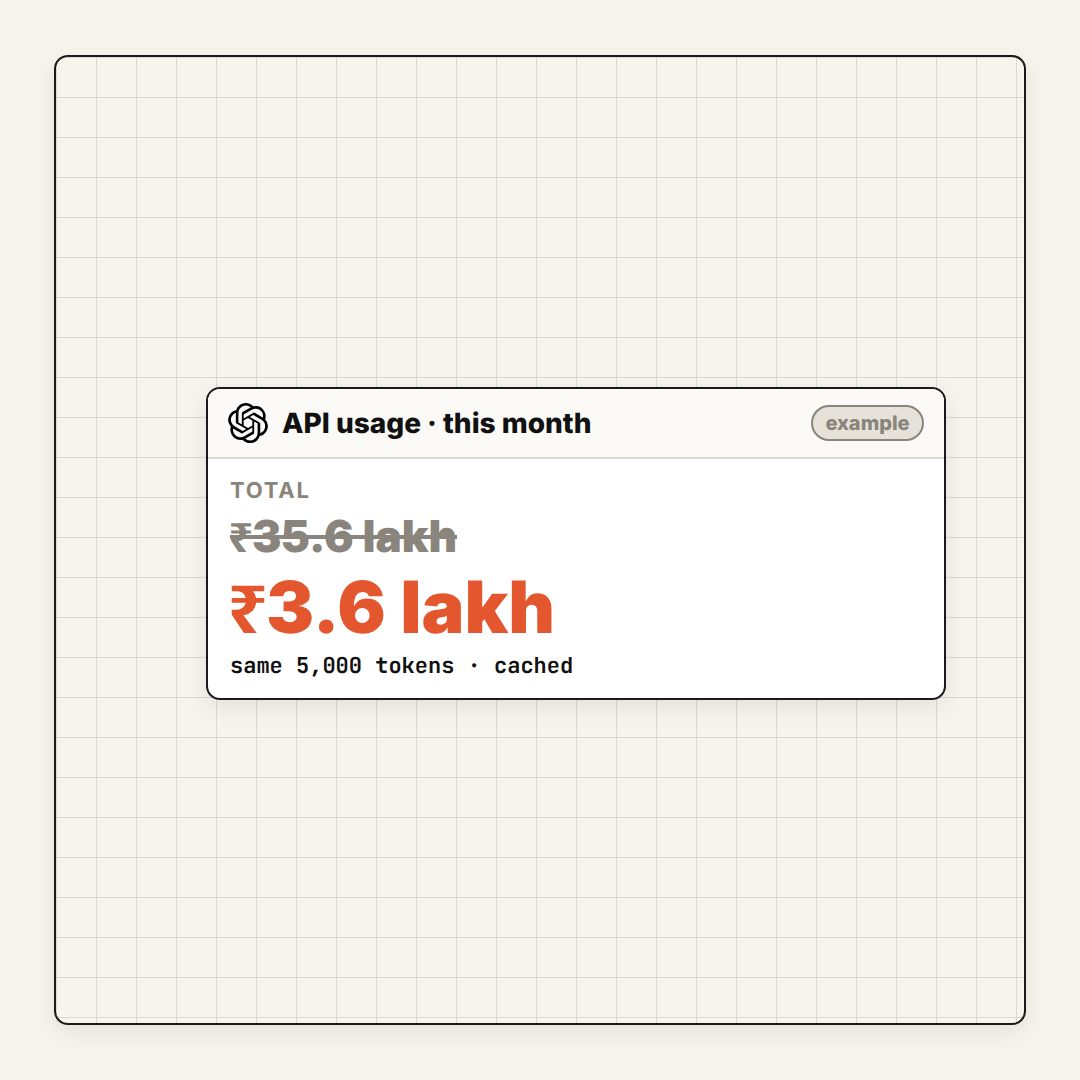 API usage · this month
example
TOTAL
₹35.6 lakh
₹3.6 lakh
same 5,000 tokens · cached